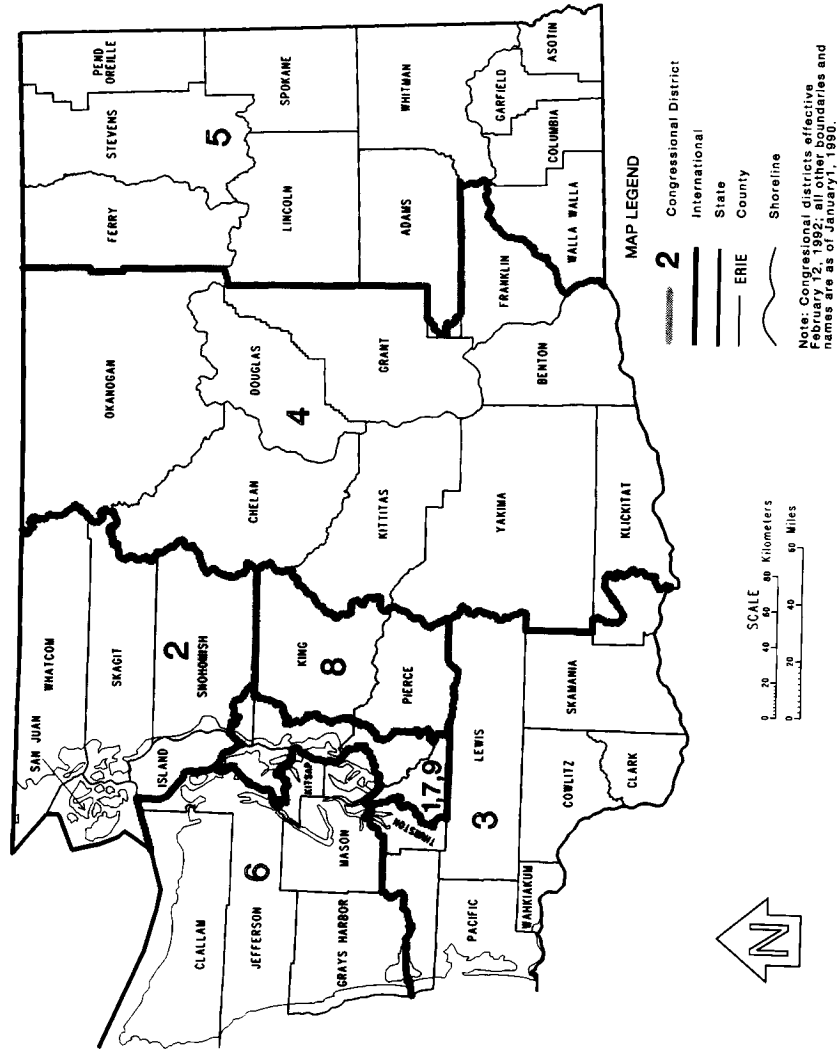 WHATCOM
SAN JUAN
SKAGIT
ISLAND
2
SNOHOMISH
CLALLAM
JEFFERSON
6
GRAYS HARBOR
MASON
KITSAP
KING
8
PIERCE
THURSTON
1,7,9
LEWIS
3
PACIFIC
WAHKIAKUM
COWLITZ
CLARK
SKAMANIA
OKANOGAN
CHELAN
DOUGLAS
4
GRANT
KITTITAS
YAKIMA
KLICKITAT
BENTON
FRANKLIN
WALLA WALLA
FERRY
STEVENS
PEND
OREILLE
5
LINCOLN
SPOKANE
ADAMS
WHITMAN
GARFIELD
COLUMBIA
ASOTIN
N
SCALE
0 20 40 60 80 Kilometers
0 20 40 60 Miles
MAP LEGEND
2 Congressional District
International
State
ERIE County
Shoreline
Note: Congresional districts effective
February 12, 1992; all other boundaries and
names are as of January1, 1990.